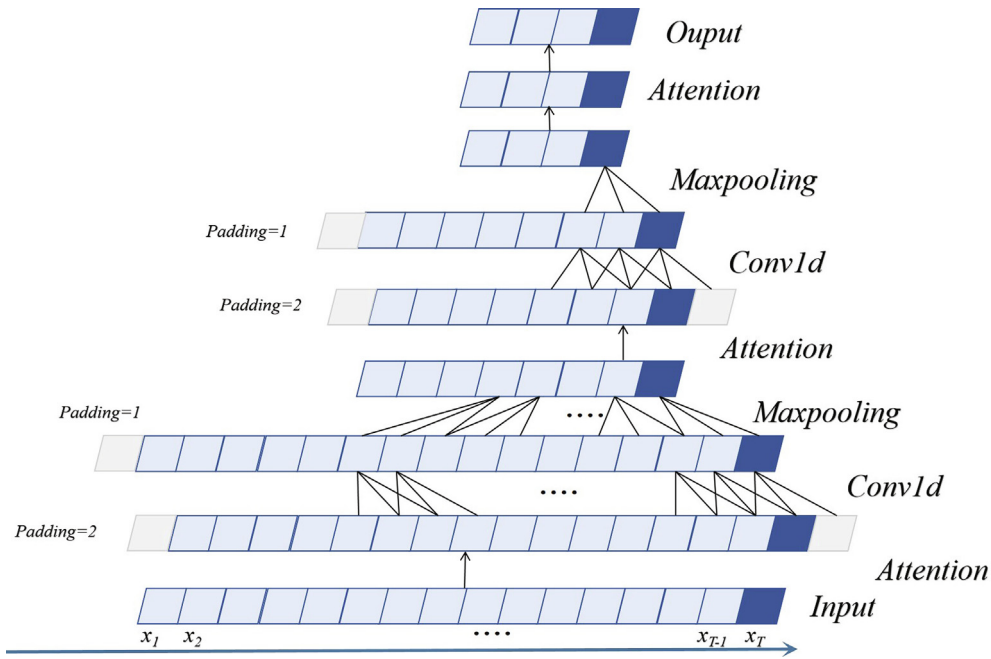 Ouput
Attention
Maxpooling
Padding=1
Conv1d
Padding=2
Attention
Padding=1
Maxpooling
....
Conv1d
....
Padding=2
Attention
Input
x1 x2 .... xT-1 xT